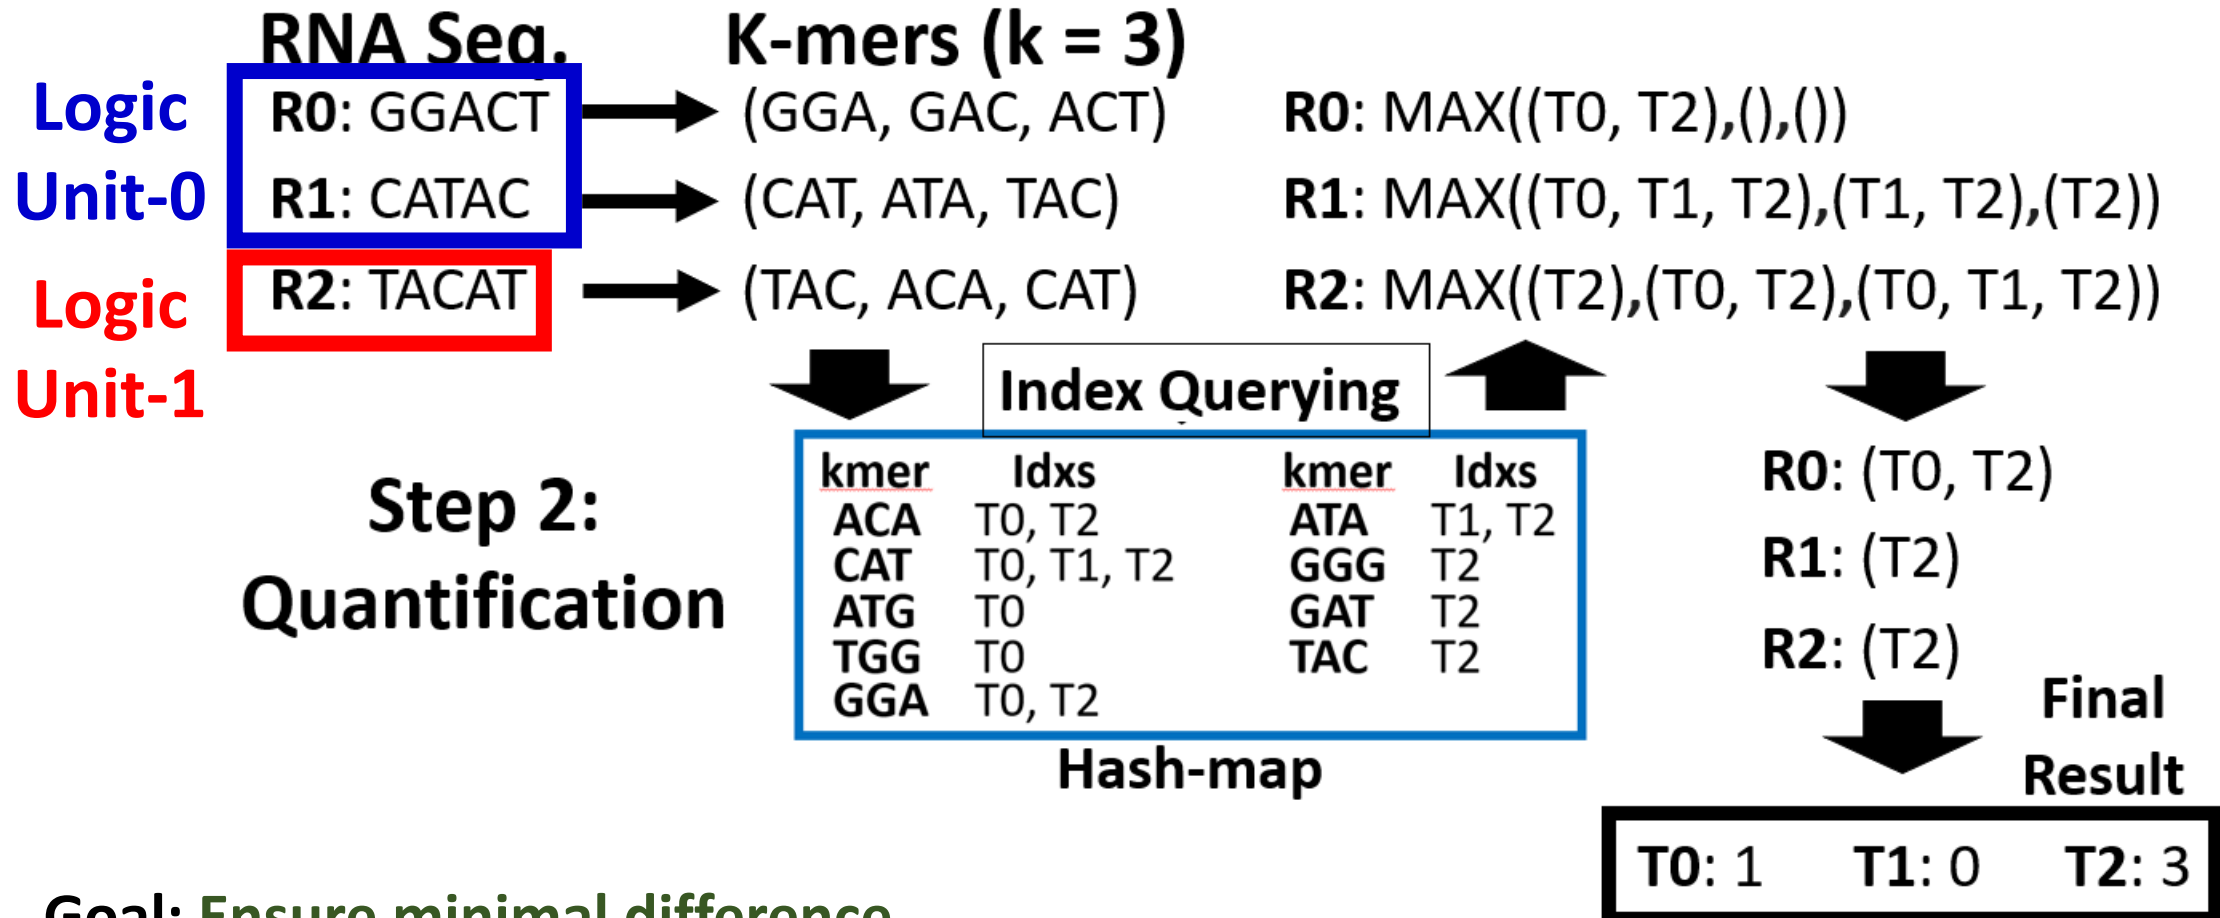 RNA Seq. K-mers (k = 3)
Logic Unit-0
R0: GGACT (GGA, GAC, ACT) R0: MAX((T0, T2),(),())
R1: CATAC (CAT, ATA, TAC) R1: MAX((T0, T1, T2),(T1, T2),(T2))
Logic Unit-1
R2: TACAT (TAC, ACA, CAT) R2: MAX((T2),(T0, T2),(T0, T1, T2))
Index Querying
Step 2:
Quantification
kmer Idxs kmer Idxs
ACA T0, T2 ATA T1, T2
CAT T0, T1, T2 GGG T2
ATG T0 GAT T2
TGG T0 TAC T2
GGA T0, T2
Hash-map
R0: (T0, T2)
R1: (T2)
R2: (T2)
Final
Result
T0: 1 T1: 0 T2: 3
Goal: Ensure minimal difference